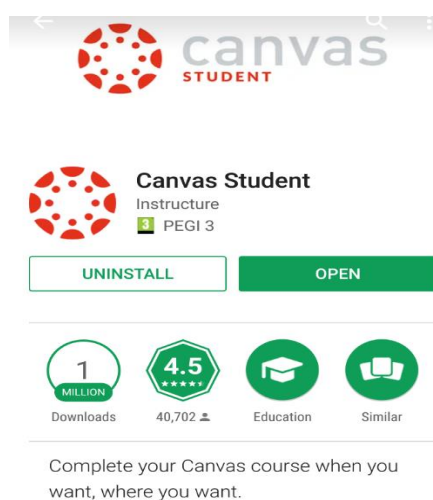 canvas
STUDENT
Canvas Student
Instructure
3 PEGI 3
UNINSTALL
OPEN
1
MILLION
Downloads
4.5
40,702
Education
Similar
Complete your Canvas course when you
want, where you want.